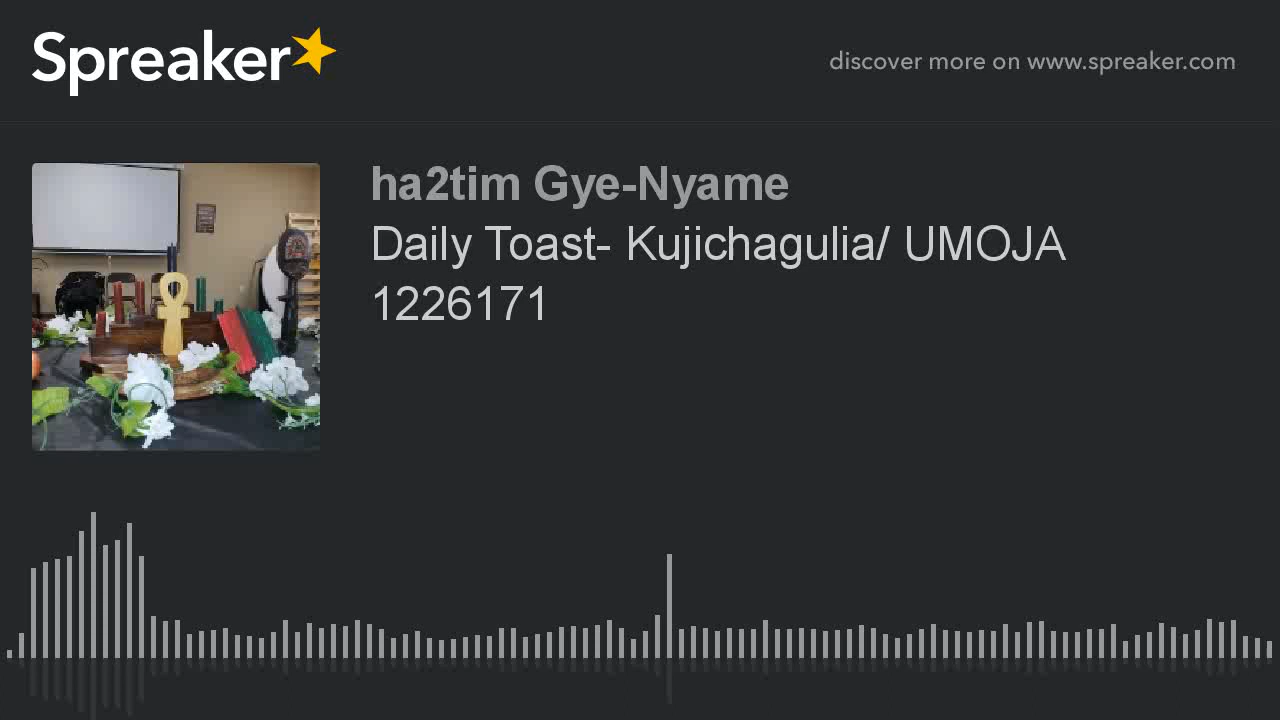 Spreaker
discover more on www.spreaker.com
ha2tim Gye-Nyame
Daily Toast- Kujichagulia/ UMOJA
1226171